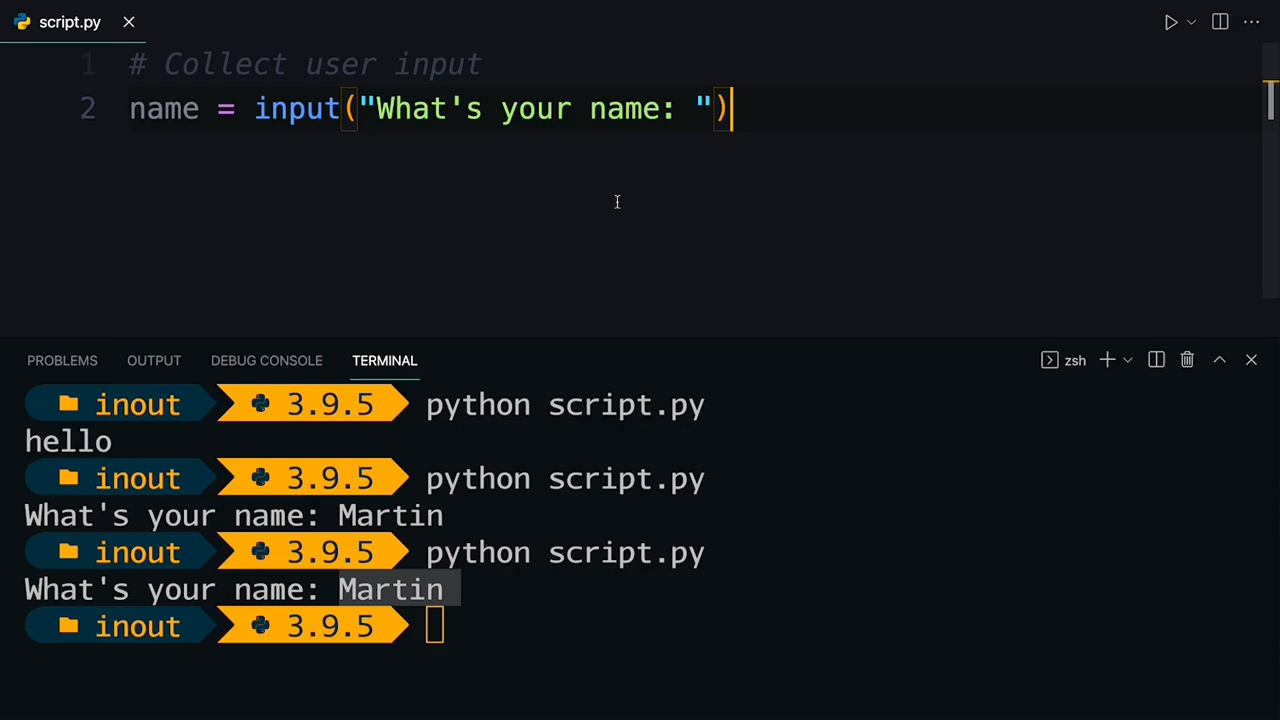 script.py
1 # Collect user input
2 name = input("What's your name: ")
PROBLEMS OUTPUT DEBUG CONSOLE TERMINAL zsh
inout 3.9.5 python script.py
hello
inout 3.9.5 python script.py
What's your name: Martin
inout 3.9.5 python script.py
What's your name: Martin
inout 3.9.5